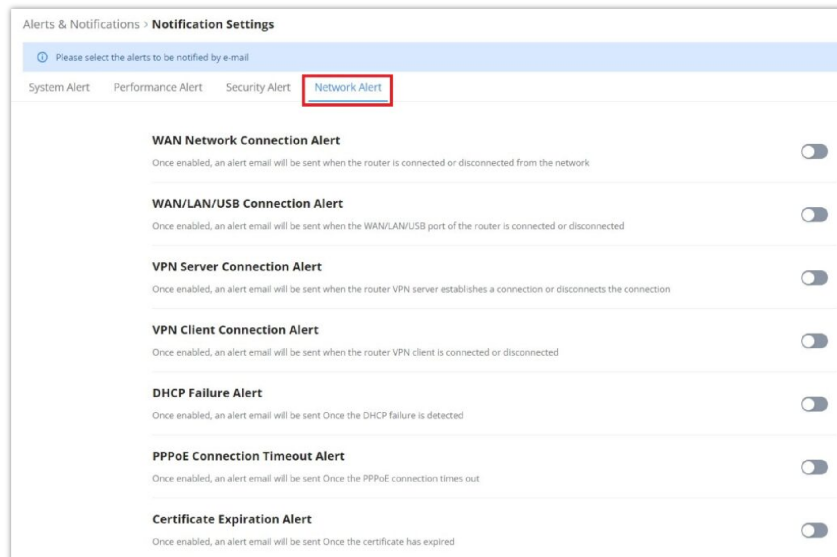 Alerts & Notifications > Notification Settings
Please select the alerts to be notified by e-mail
System Alert Performance Alert Security Alert Network Alert
WAN Network Connection Alert
Once enabled, an alert email will be sent when the router is connected or disconnected from the network
WAN/LAN/USB Connection Alert
Once enabled, an alert email will be sent when the WAN/LAN/USB port of the router is connected or disconnected
VPN Server Connection Alert
Once enabled, an alert email will be sent when the router VPN server establishes a connection or disconnects the connection
VPN Client Connection Alert
Once enabled, an alert email will be sent when the router VPN client is connected or disconnected
DHCP Failure Alert
Once enabled, an alert email will be sent Once the DHCP failure is detected
PPPoE Connection Timeout Alert
Once enabled, an alert email will be sent Once the PPPoE connection times out
Certificate Expiration Alert
Once enabled, an alert email will be sent Once the certificate has expired